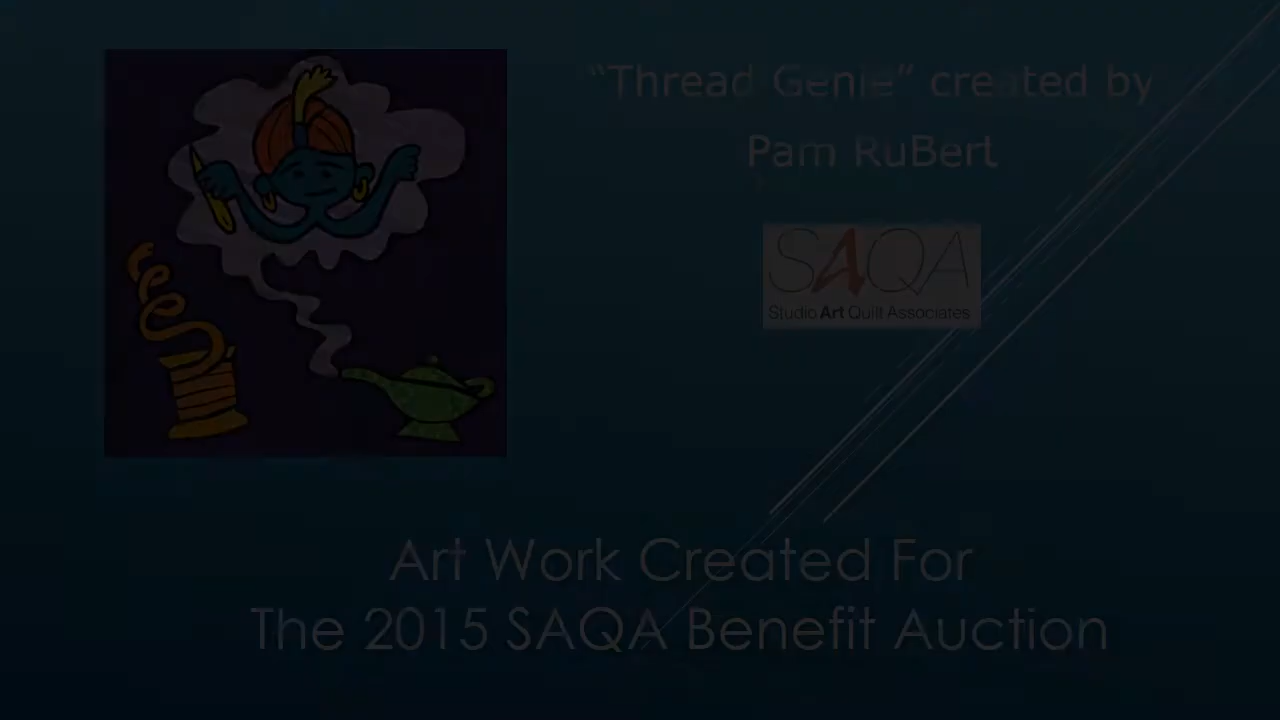 “Thread Genie” created by
Pam RuBert
SAQA
Studio Art Quilt Associates
Art Work Created For
The 2015 SAQA Benefit Auction